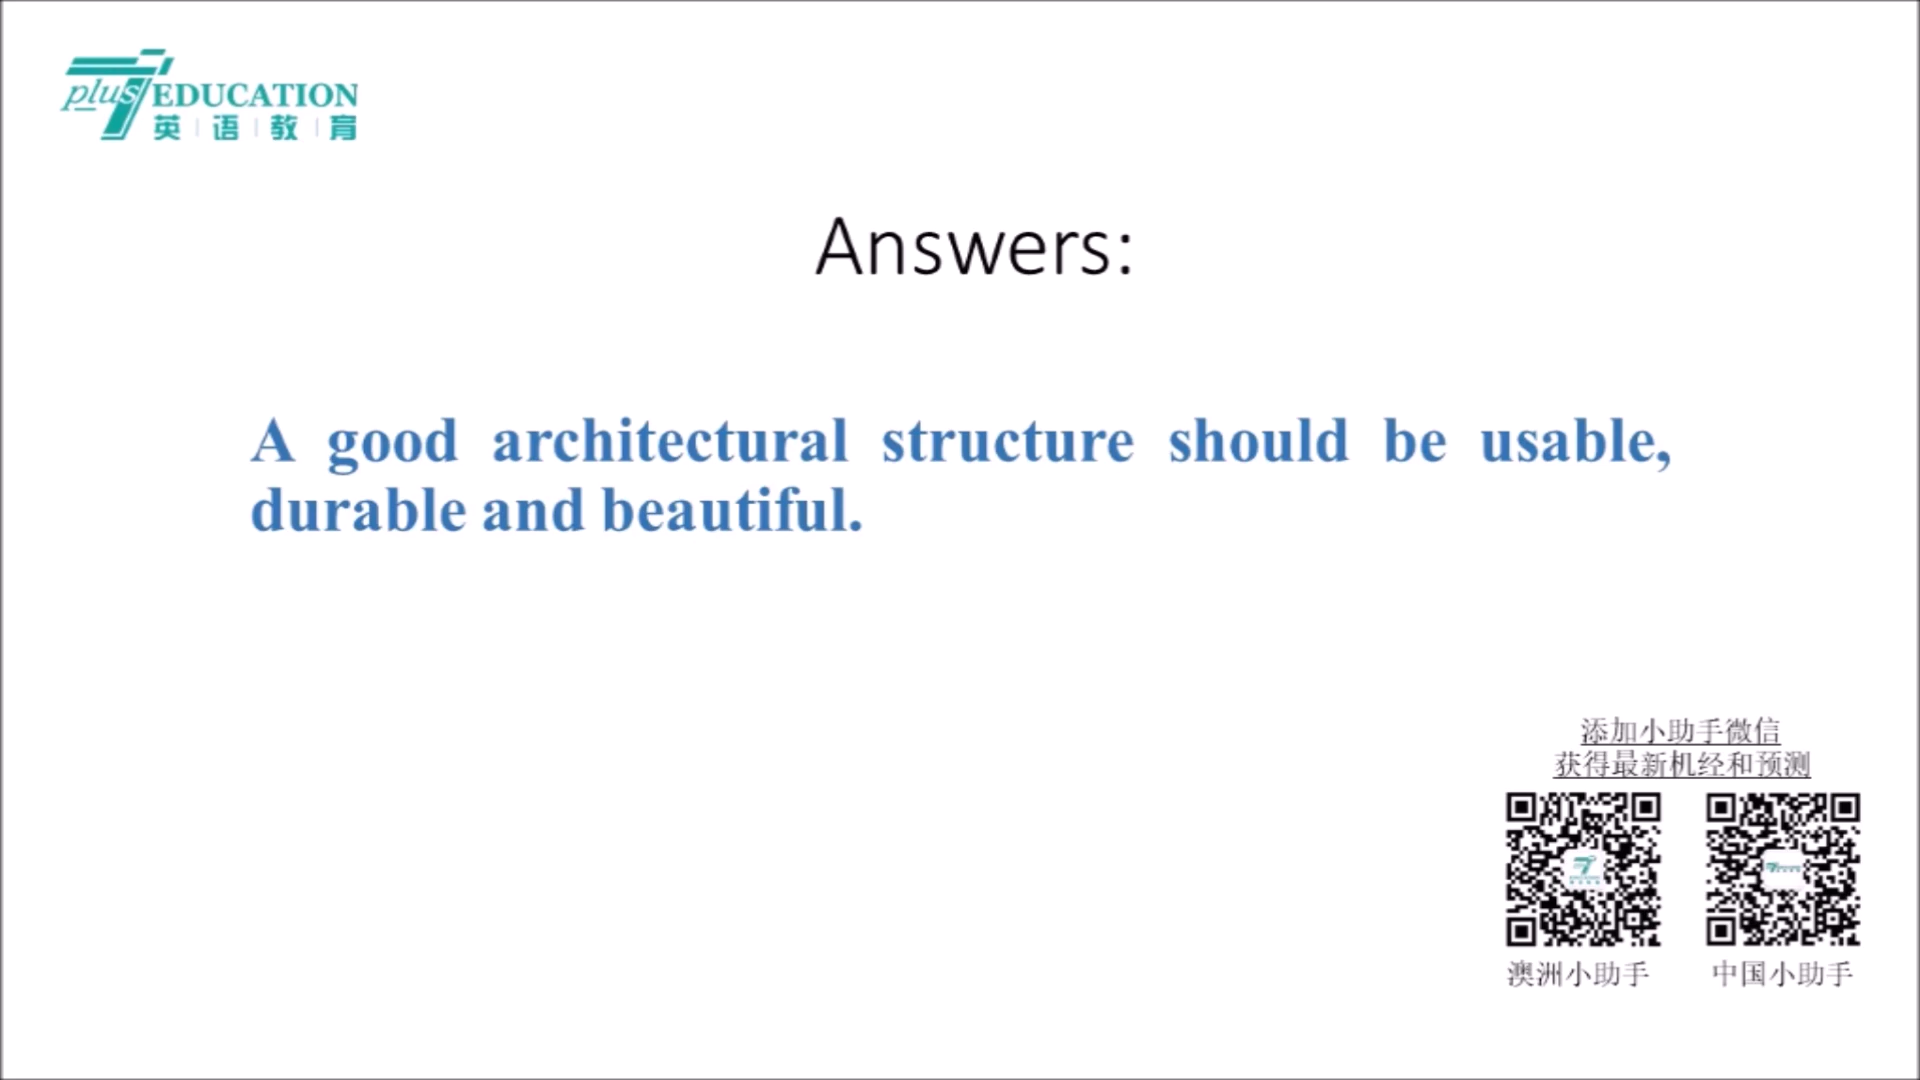 plus 7 EDUCATION
英 语 教 育
Answers:
A good architectural structure should be usable,
durable and beautiful.
添加小助手微信
获得最新机经和预测
澳洲小助手
中国小助手